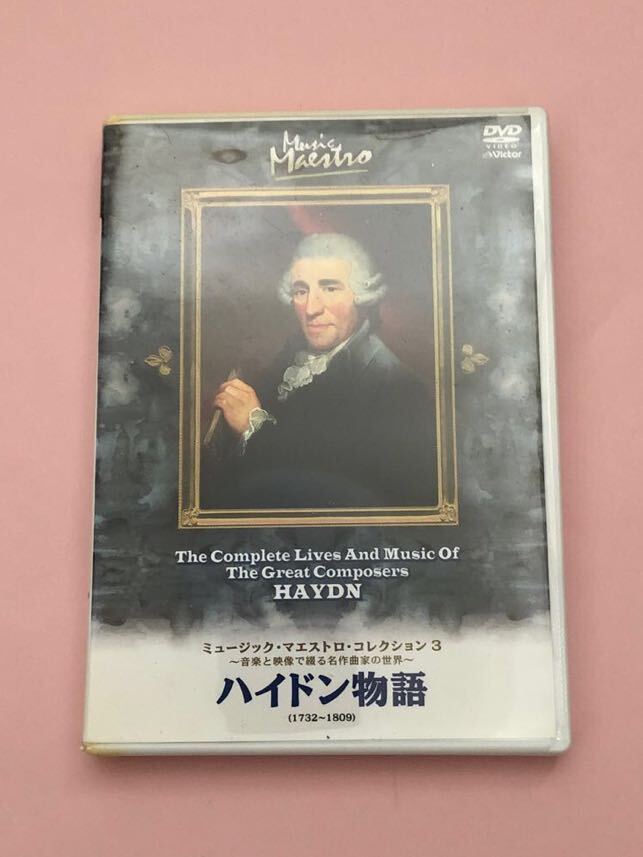 Music
Maestro
DVD
VIDEO
Victor
The Complete Lives And Music Of
The Great Composers
HAYDN
ミュージック・マエストロ・コレクション 3
～音楽と映像で綴る名作曲家の世界～
ハイドン物語
(1732~1809)